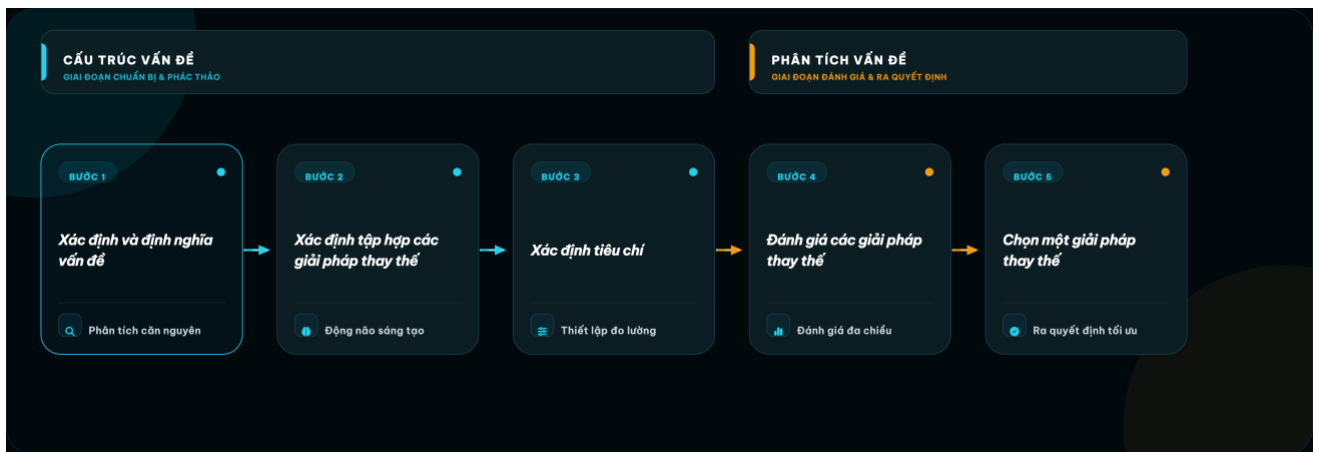 CẤU TRÚC VẤN ĐỀ
GIAI ĐOẠN CHUẨN BỊ & PHÁC THẢO
PHÂN TÍCH VẤN ĐỀ
GIAI ĐOẠN ĐÁNH GIÁ & RA QUYẾT ĐỊNH
BƯỚC 1
Xác định và định nghĩa
vấn đề
Phân tích căn nguyên
BƯỚC 2
Xác định tập hợp các
giải pháp thay thế
Động não sáng tạo
BƯỚC 3
Xác định tiêu chí
Thiết lập đo lường
BƯỚC 4
Đánh giá các giải pháp
thay thế
Đánh giá đa chiều
BƯỚC 5
Chọn một giải pháp
thay thế
Ra quyết định tối ưu